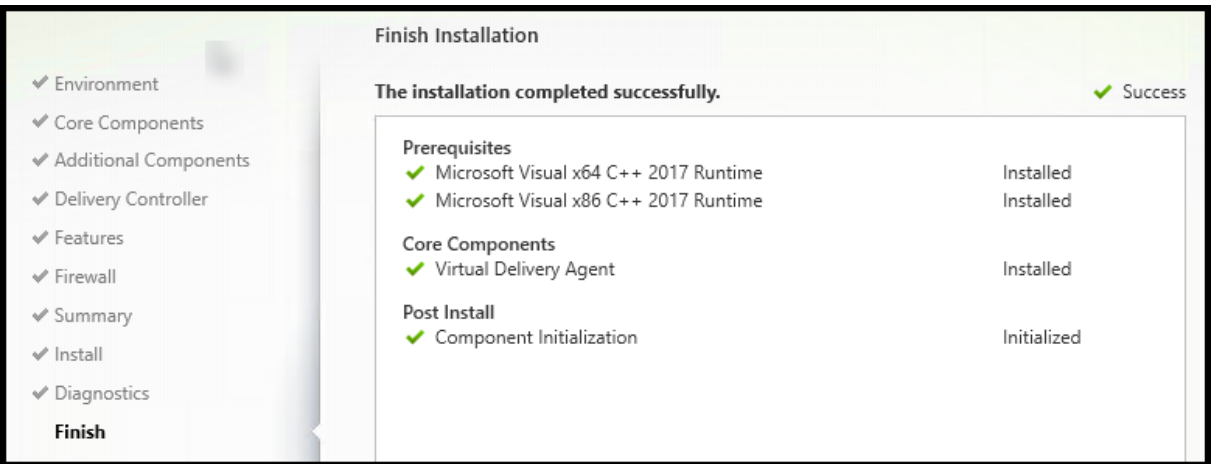 Finish Installation
Environment
Core Components
Additional Components
Delivery Controller
Features
Firewall
Summary
Install
Diagnostics
Finish
The installation completed successfully. Success
Prerequisites
Microsoft Visual x64 C++ 2017 Runtime Installed
Microsoft Visual x86 C++ 2017 Runtime Installed
Core Components
Virtual Delivery Agent Installed
Post Install
Component Initialization Initialized